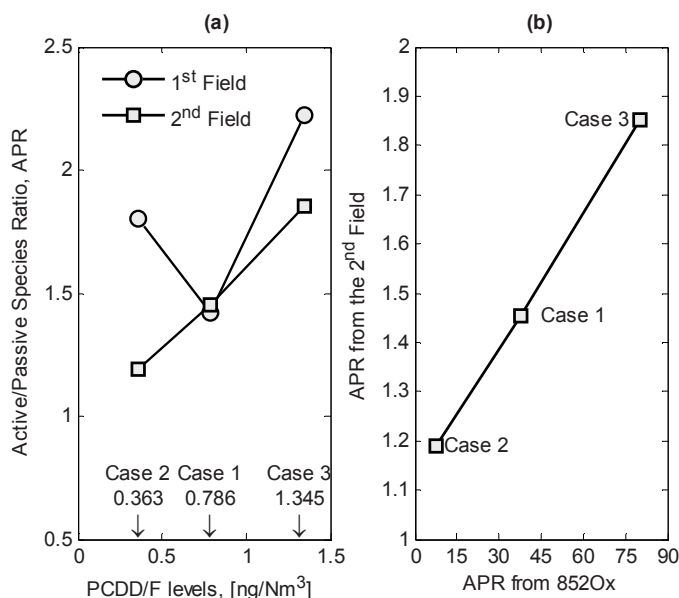 (a)
Active/Passive Species Ratio, APR
2.5
2
1.5
1
0.5
1st Field
2nd Field
Case 2 Case 1 Case 3
0.363 0.786 1.345
0 0.5 1 1.5
PCDD/F levels, [ng/Nm3]
(b)
APR from the 2nd Field
2
1.9
1.8
1.7
1.6
1.5
1.4
1.3
1.2
1.1
1
Case 3
Case 1
Case 2
0 15 30 45 60 75 90
APR from 852Ox